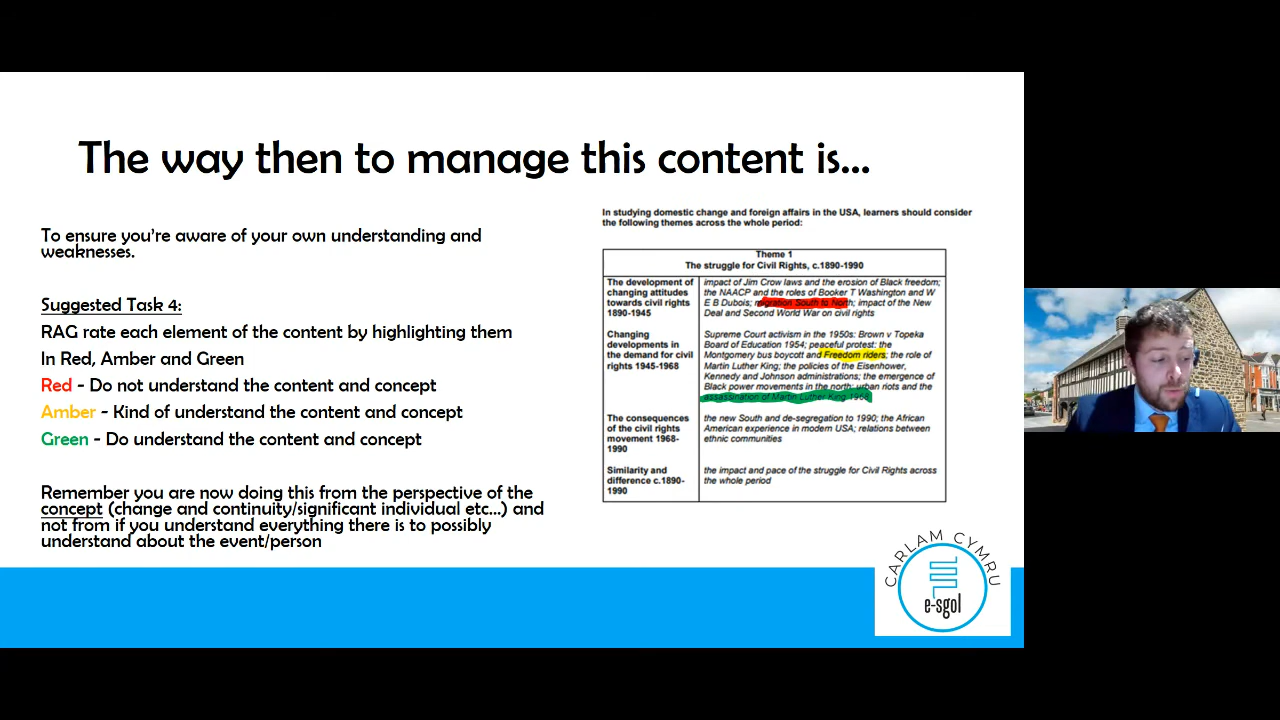 The way then to manage this content is...
To ensure you're aware of your own understanding and
weaknesses.
Suggested Task 4:
RAG rate each element of the content by highlighting them
In Red, Amber and Green
Red - Do not understand the content and concept
Amber - Kind of understand the content and concept
Green - Do understand the content and concept
Remember you are now doing this from the perspective of the
concept (change and continuity/significant individual etc...) and
not from if you understand everything there is to possibly
understand about the event/person
In studying domestic change and foreign affairs in the USA, learners should consider
the following themes across the whole period:
Theme 1
The struggle for Civil Rights, c.1890-1990
The development of
changing attitudes
towards civil rights
1890-1945
impact of Jim Crow laws and the erosion of Black freedom;
the NAACP and the roles of Booker T Washington and W
E B Dubois; migration South to North; impact of the New
Deal and Second World War on civil rights
Changing
developments in
the demand for civil
rights 1945-1968
Supreme Court activism in the 1950s: Brown v Topeka
Board of Education 1954; peaceful protest: the
Montgomery bus boycott and Freedom riders; the role of
Martin Luther King; the policies of the Eisenhower,
Kennedy and Johnson administrations; the emergence of
Black power movements in the north; urban riots and the
assassination of Martin Luther King 1968
The consequences
of the civil rights
movement 1968-
1990
the new South and de-segregation to 1990; the African
American experience in modern USA; relations between
ethnic communities
Similarity and
difference c.1890-
1990
the impact and pace of the struggle for Civil Rights across
the whole period
CARLAM CYMRU
e-sgol